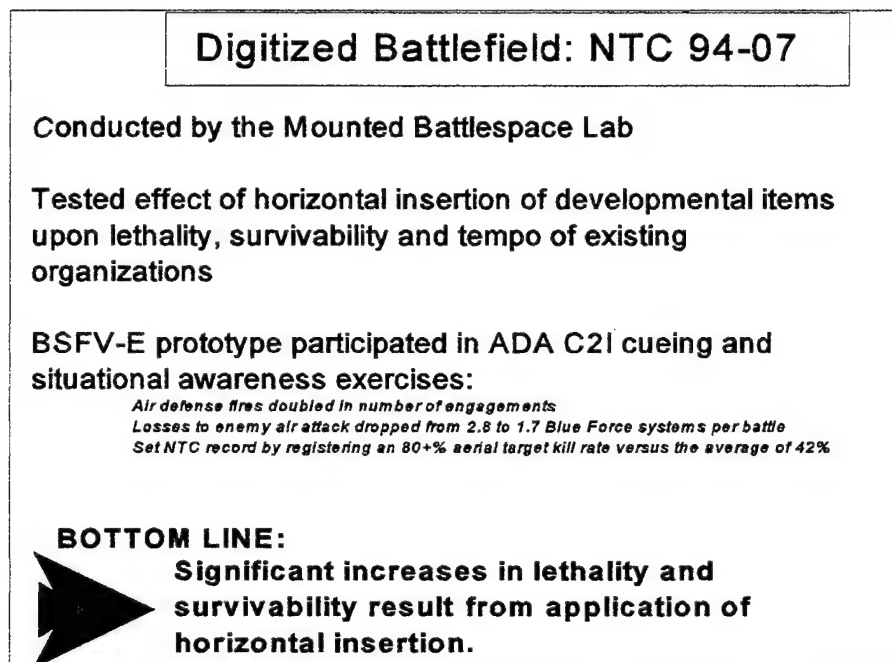 Digitized Battlefield: NTC 94-07
Conducted by the Mounted Battlespace Lab
Tested effect of horizontal insertion of developmental items
upon lethality, survivability and tempo of existing
organizations
BSFV-E prototype participated in ADA C2I cueing and
situational awareness exercises:
Air defense fires doubled in number of engagements
Losses to enemy air attack dropped from 2.8 to 1.7 Blue Force systems per battle
Set NTC record by registering an 80+% aerial target kill rate versus the average of 42%
BOTTOM LINE:
Significant increases in lethality and
survivability result from application of
horizontal insertion.